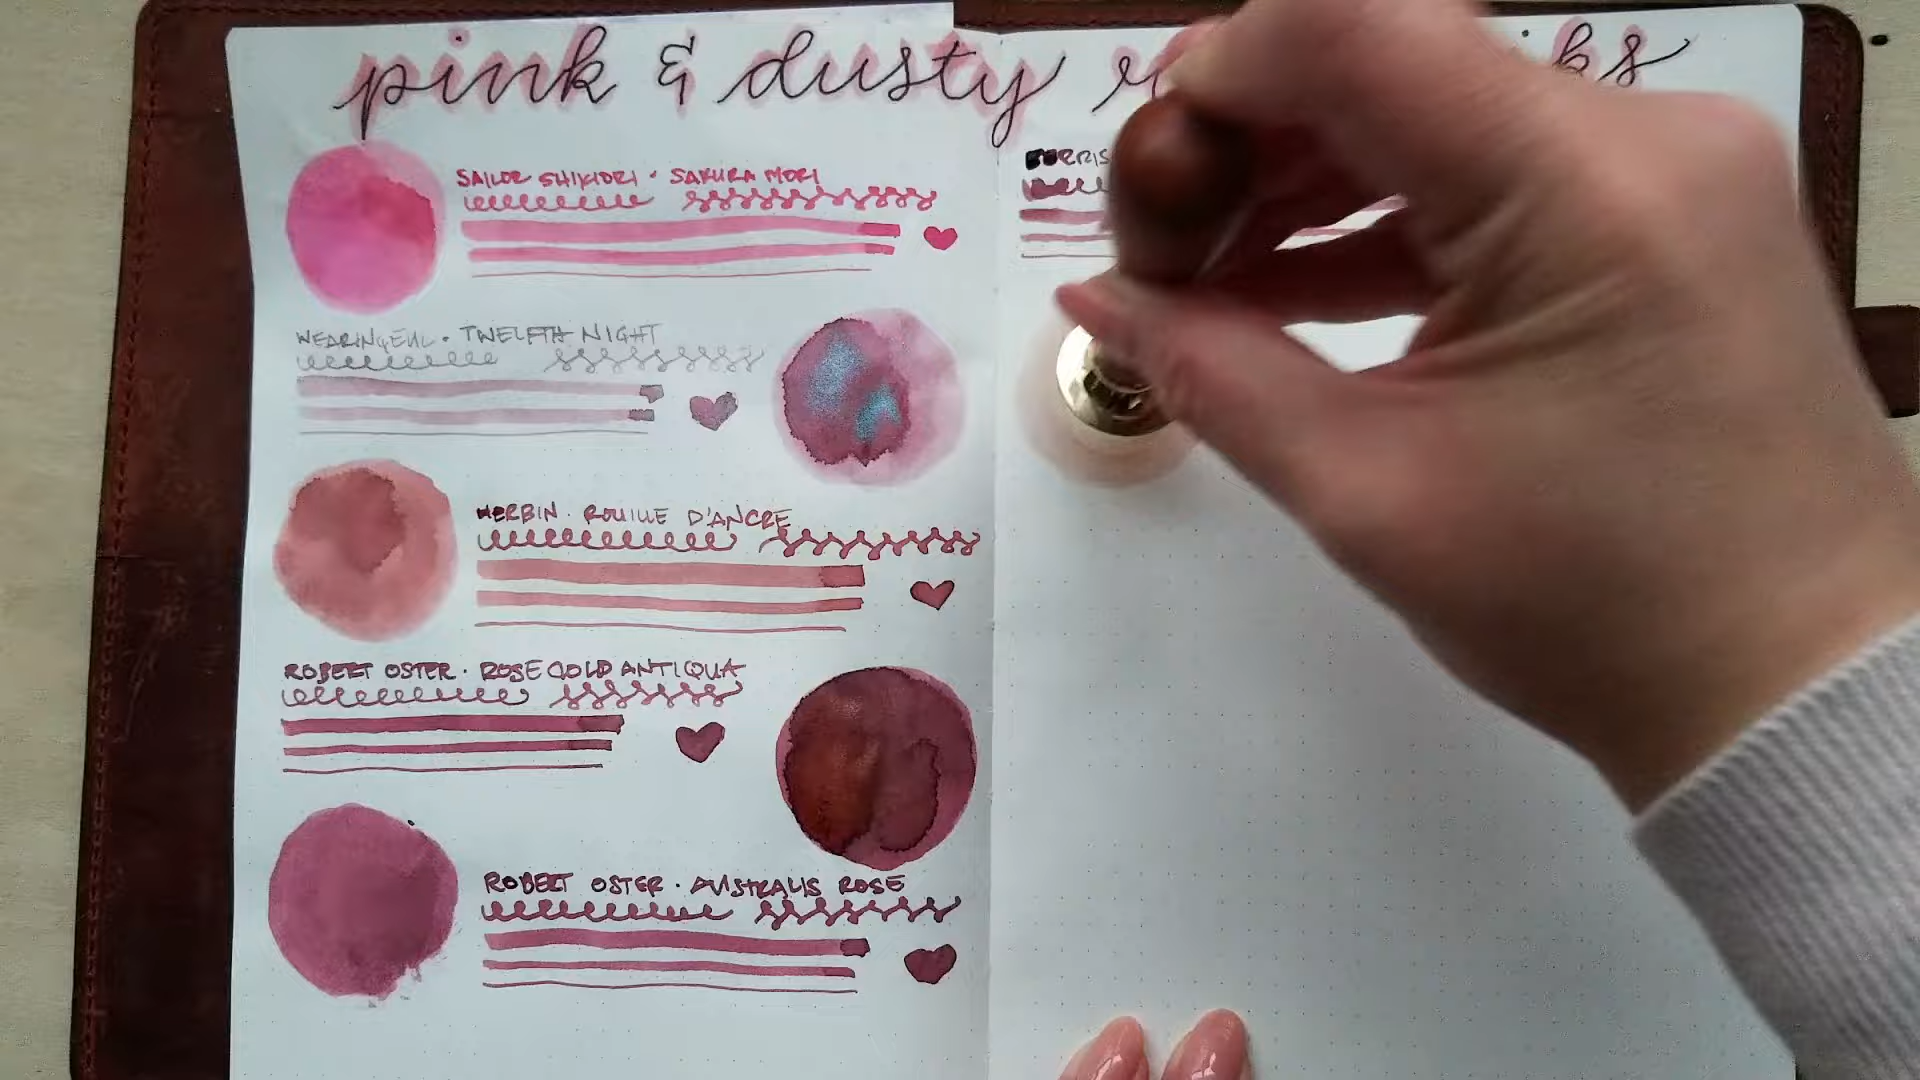 pink & dusty
SAILOR SHIKIORI · SAKURA MORI
WEARINGEUL · TWELFTH NIGHT
HERBIN · ROUILLE D'ANCRE
ROBERT OSTER · ROSE GOLD ANTIQUA
ROBERT OSTER · AUSTRALIS ROSE